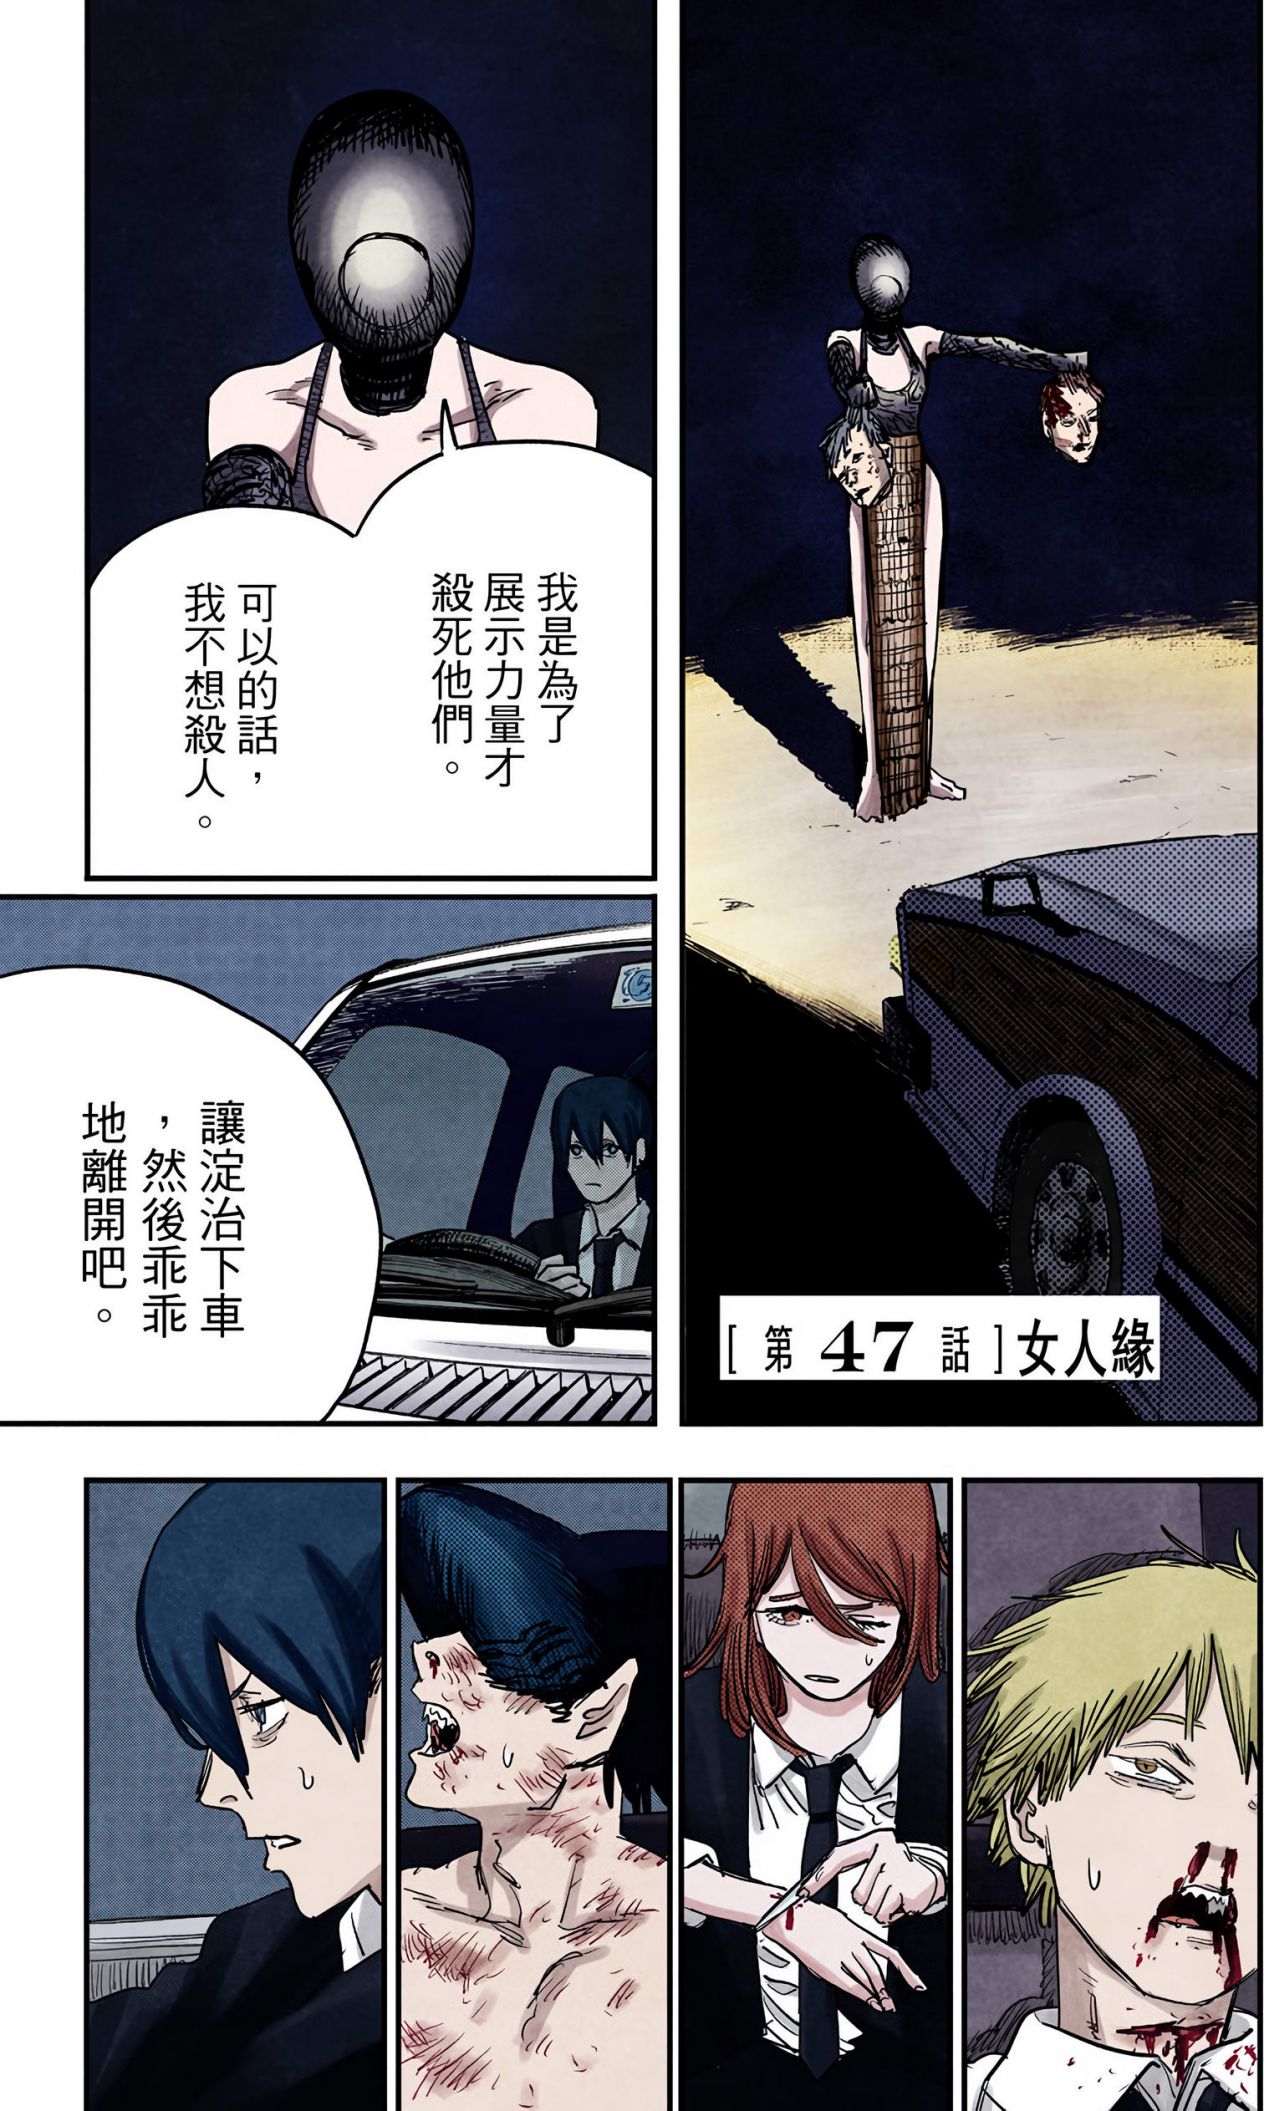 [第47話]女人緣
我是為了
展示力量才
殺死他們。
可以的話，
我不想殺人。
讓淀治下車
，然後乖乖
地離開吧。